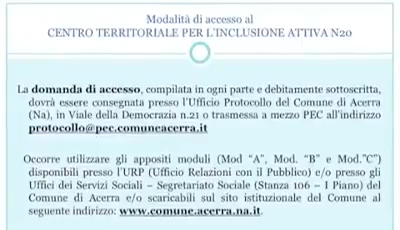 Modalità di accesso al
CENTRO TERRITORIALE PER L'INCLUSIONE ATTIVA N20
La domanda di accesso, compilata in ogni parte e debitamente sottoscritta,
dovrà essere consegnata presso l'Ufficio Protocollo del Comune di Acerra
(Na), in Viale della Democrazia n.21 o trasmessa a mezzo PEC all'indirizzo
protocollo@pec.comuneacerra.it
Occorre utilizzare gli appositi moduli (Mod "A", Mod. "B" e Mod."C")
disponibili presso l'URP (Ufficio Relazioni con il Pubblico) e/o presso gli
Uffici dei Servizi Sociali – Segretariato Sociale (Stanza 106 – I Piano) del
Comune di Acerra e/o scaricabili sul sito istituzionale del Comune al
seguente indirizzo: www.comune.acerra.na.it.